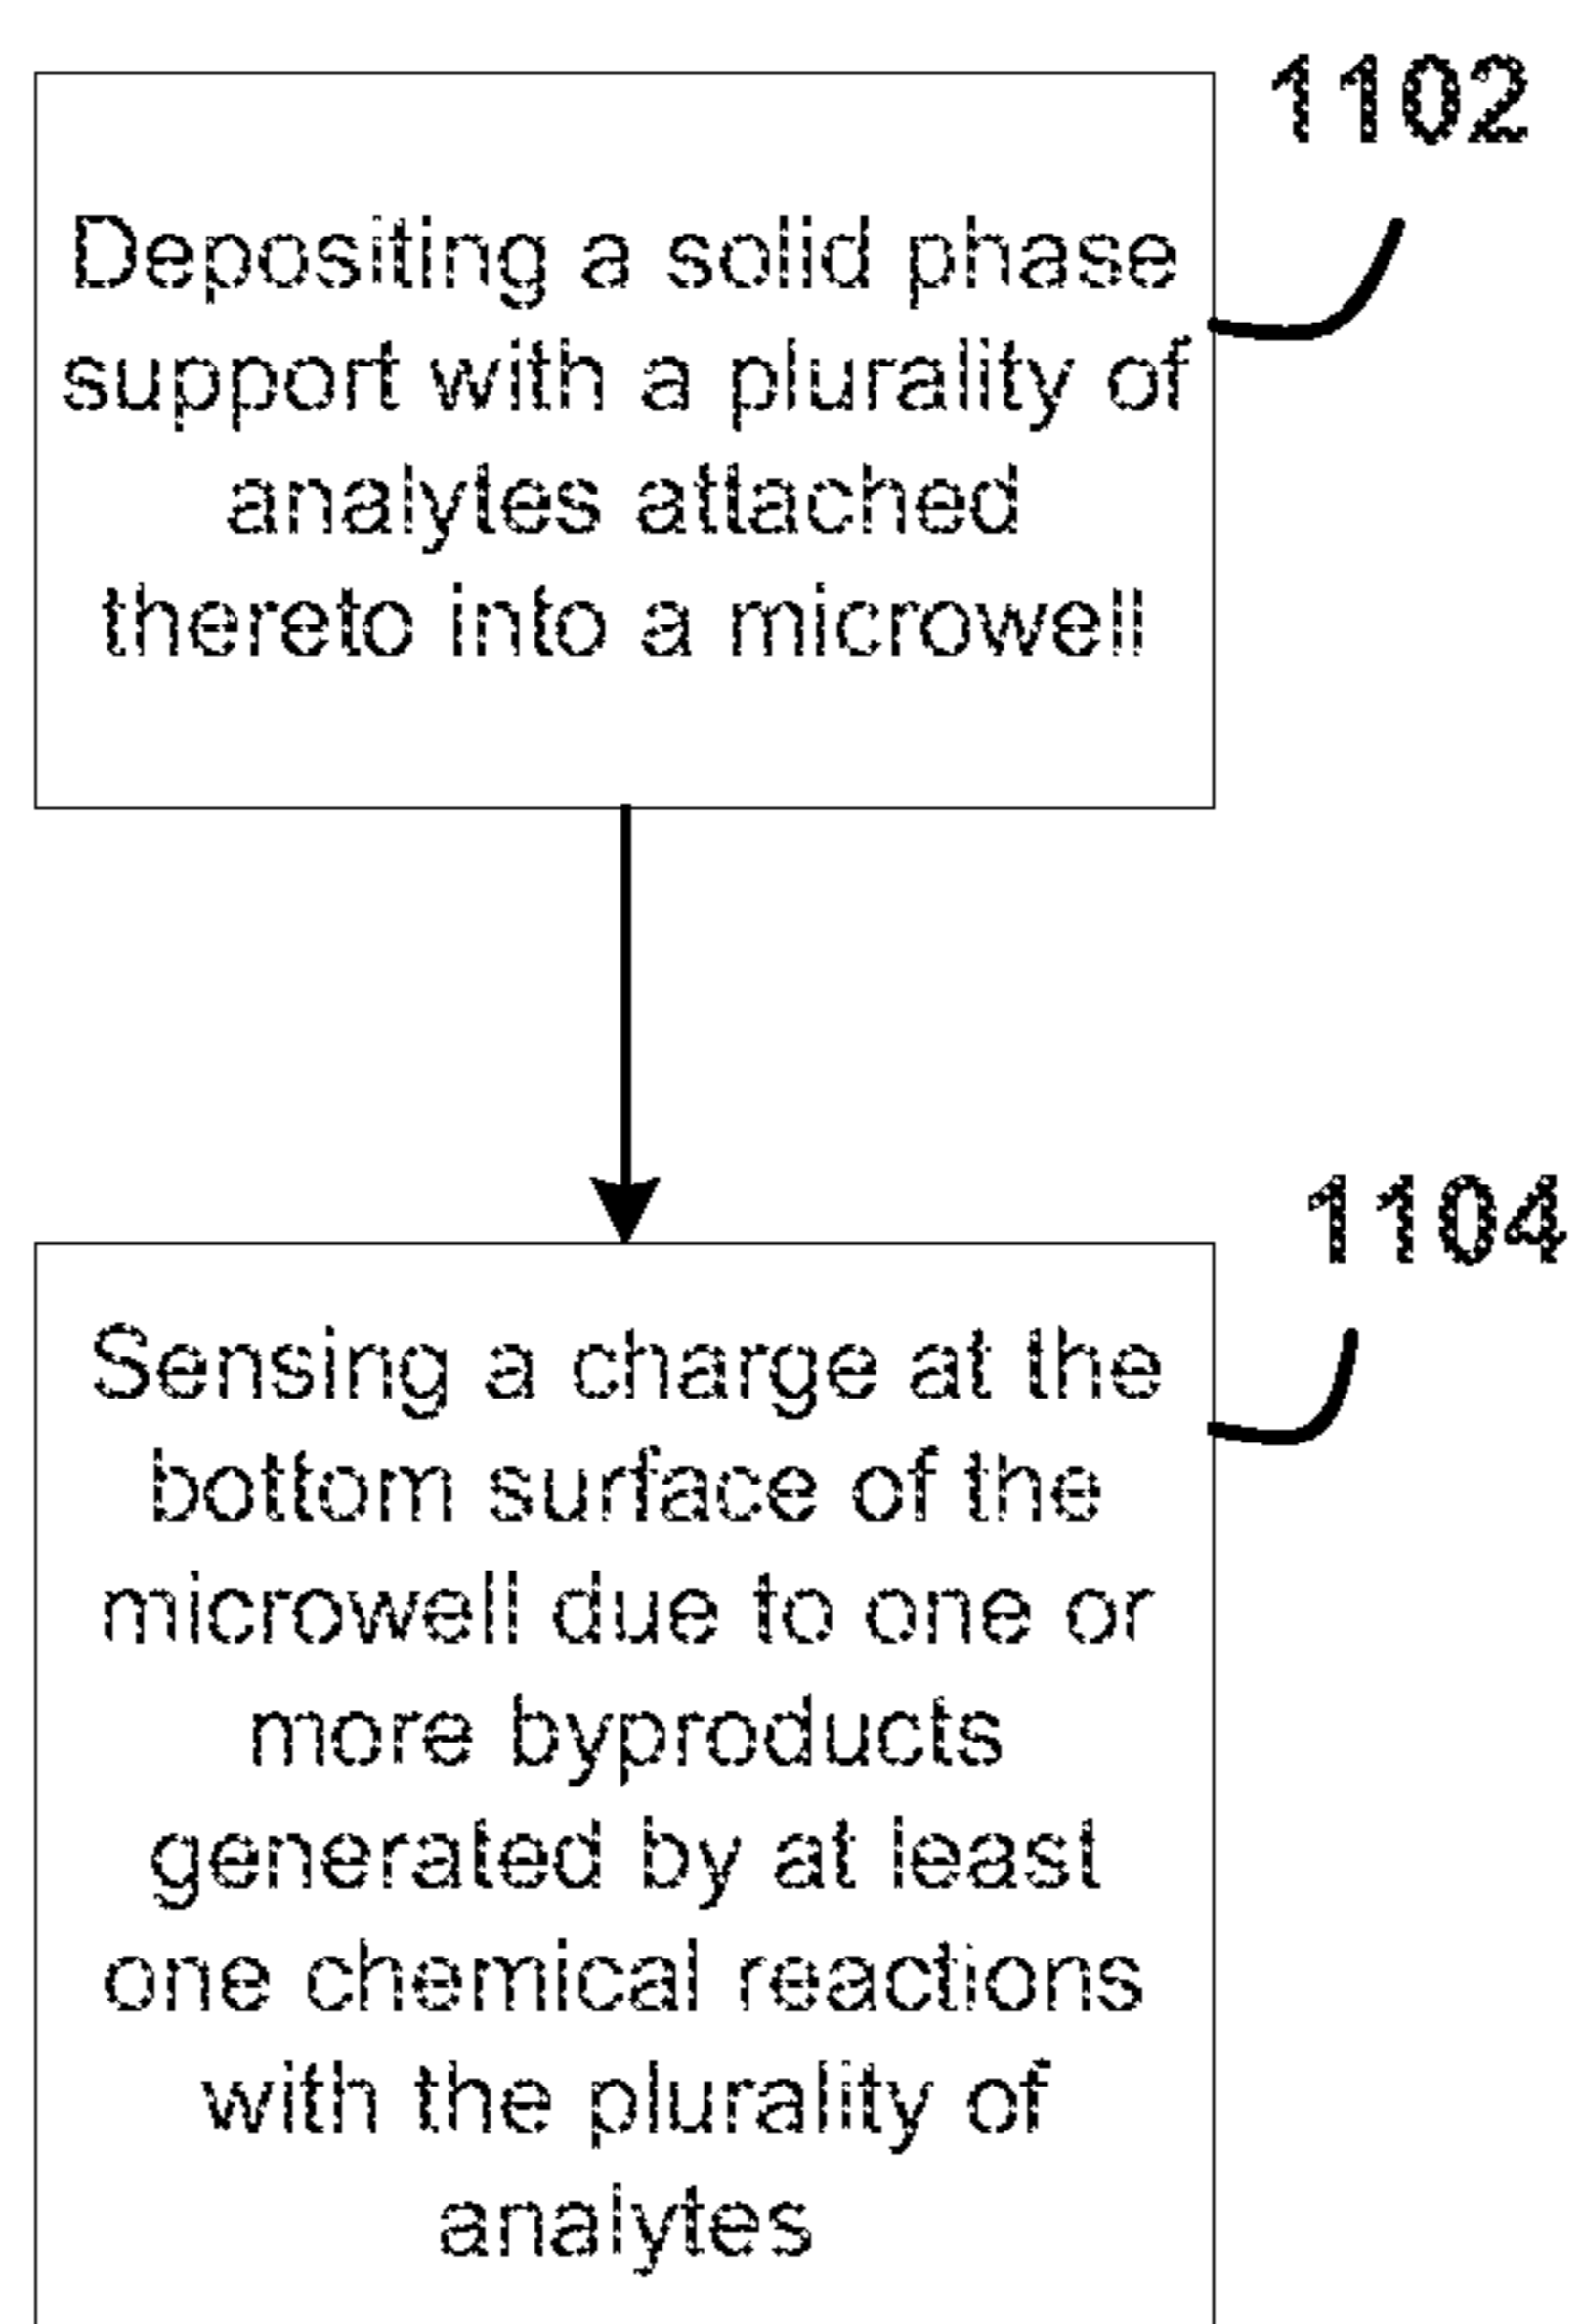 1102
Depositing a solid phase
support with a plurality of
analytes attached
thereto into a microwell
1104
Sensing a charge at the
bottom surface of the
microwell due to one or
more byproducts
generated by at least
one chemical reactions
with the plurality of
analytes